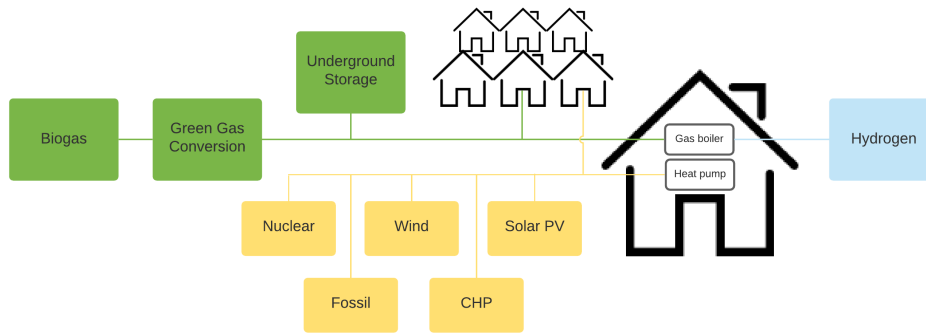 Underground
Storage
Biogas
Green Gas
Conversion
Gas boiler
Hydrogen
Heat pump
Nuclear
Wind
Solar PV
Fossil
CHP